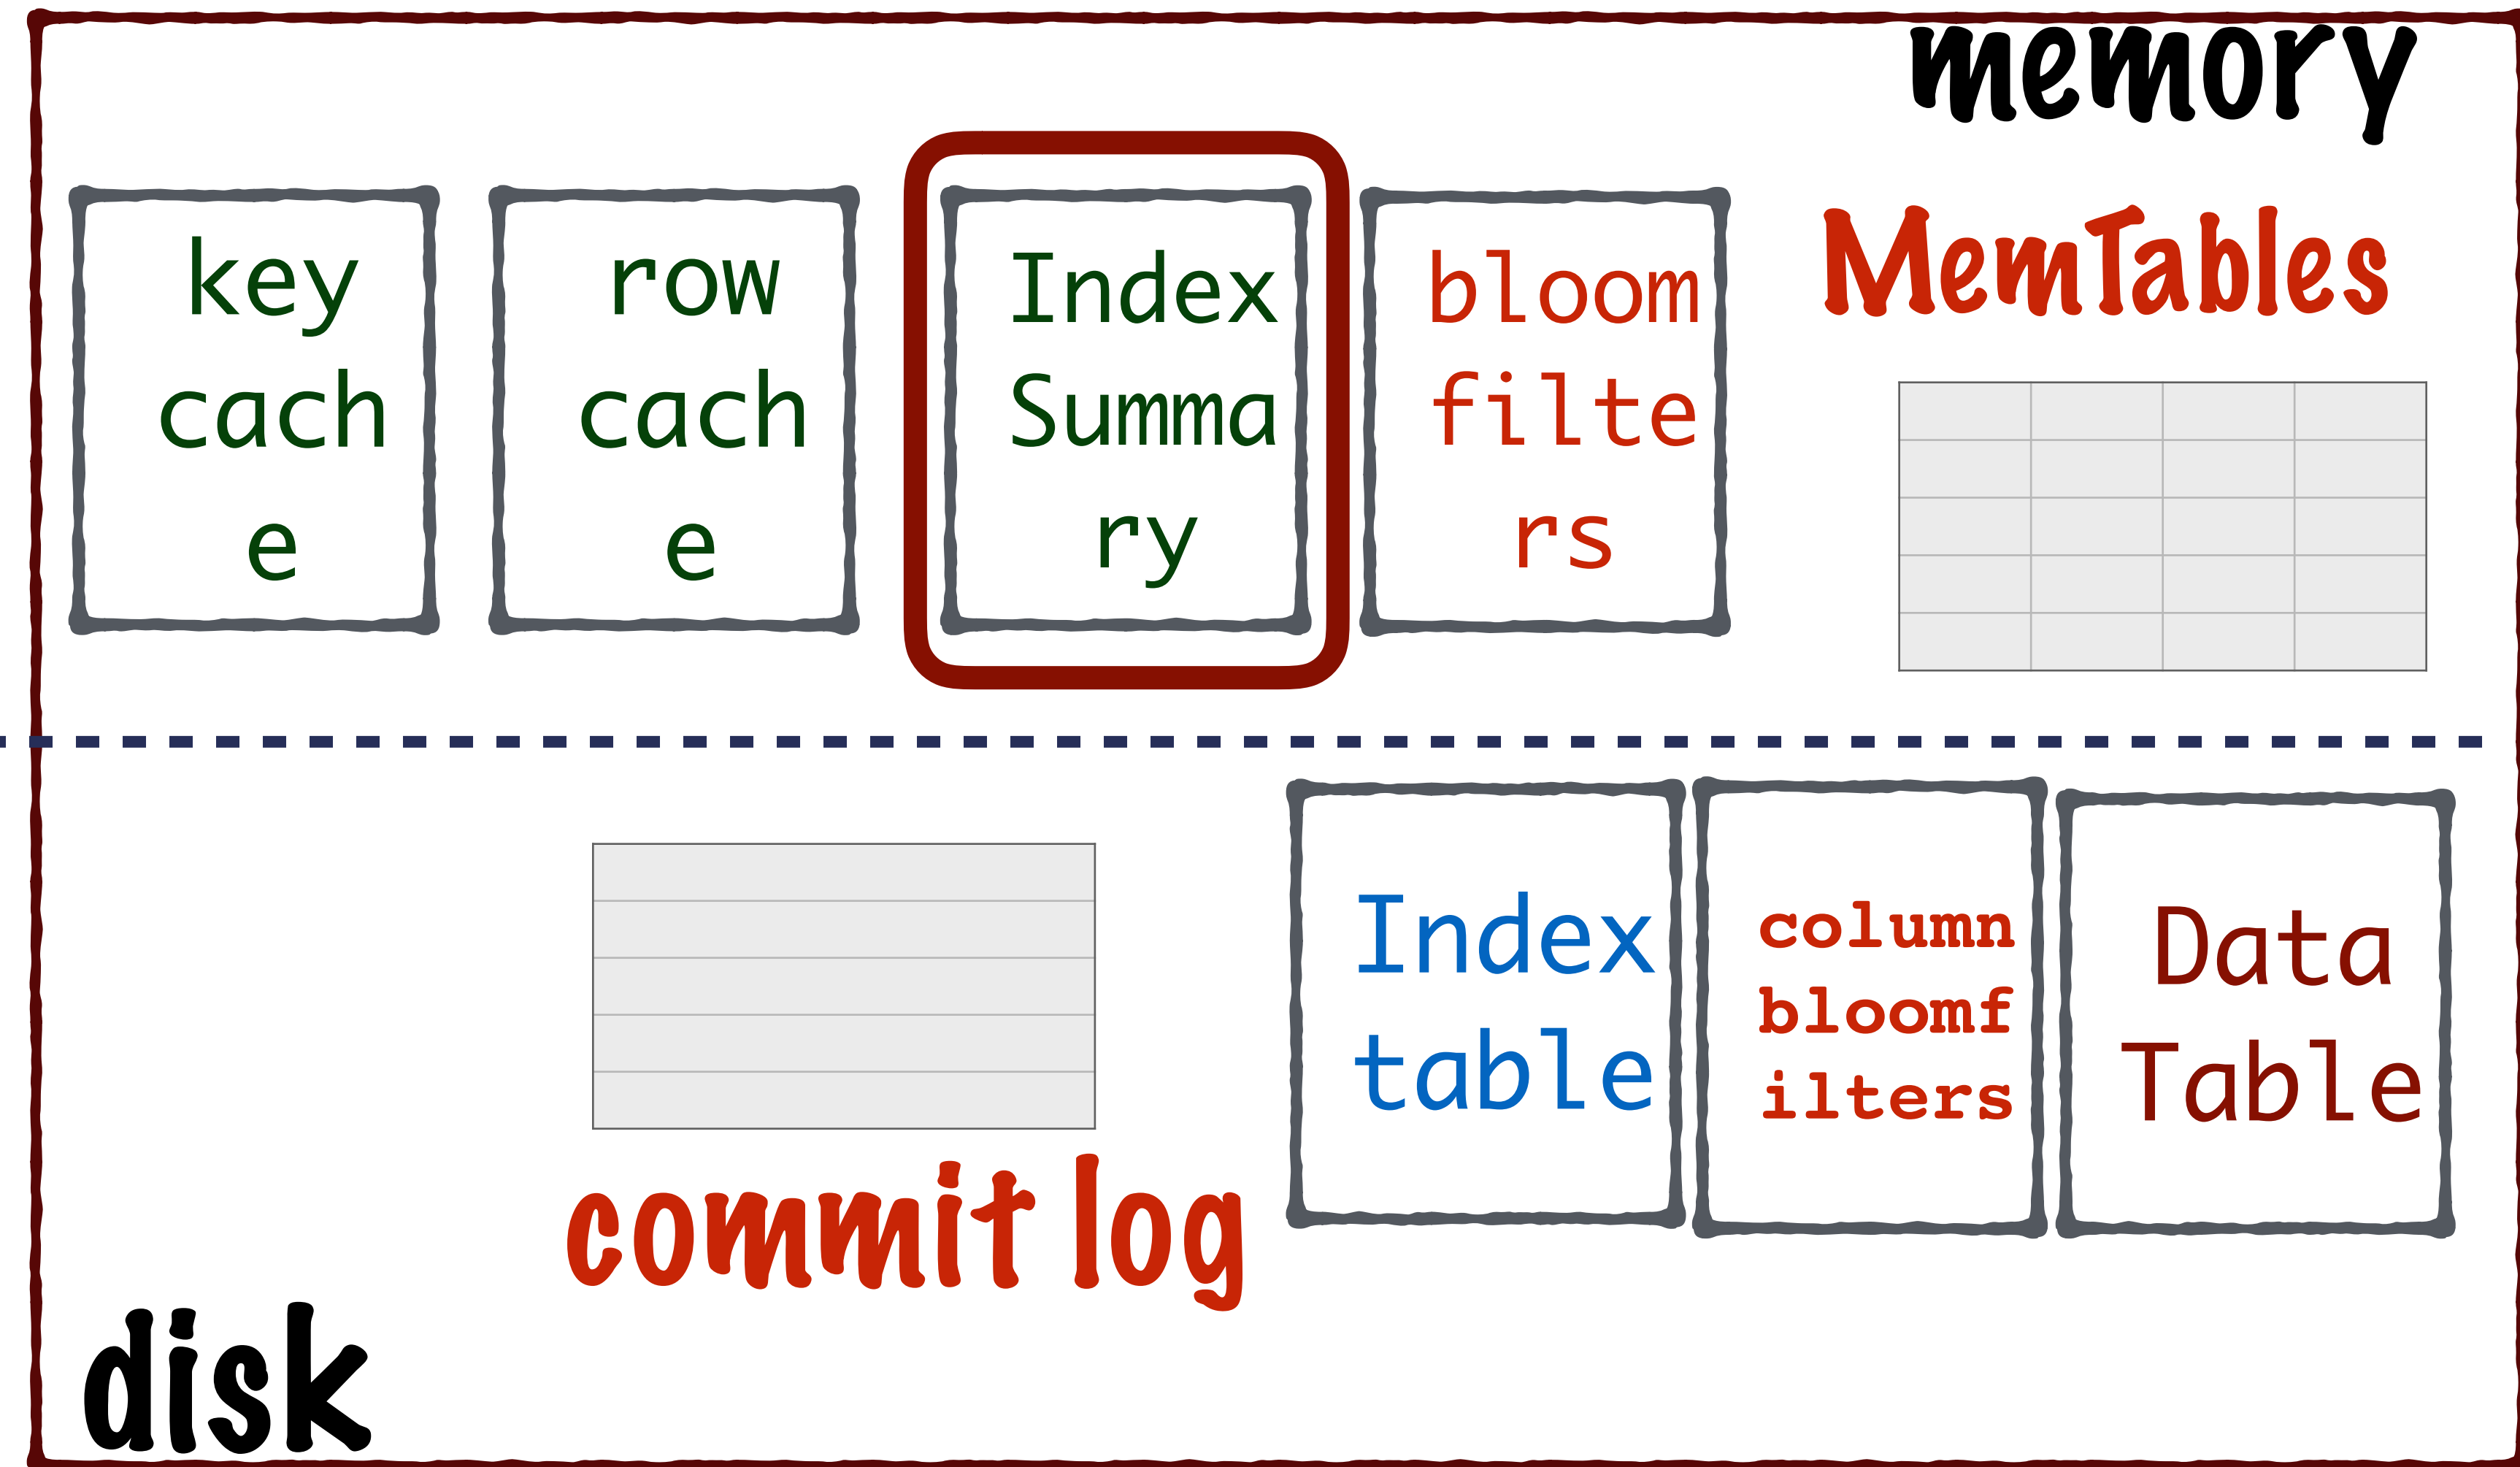 memory
key
cach
e
row
cach
e
Index
Summa
ry
bloom
filte
rs
MemTables
Index
table
column
bloomf
ilters
Data
Table
commit log
disk